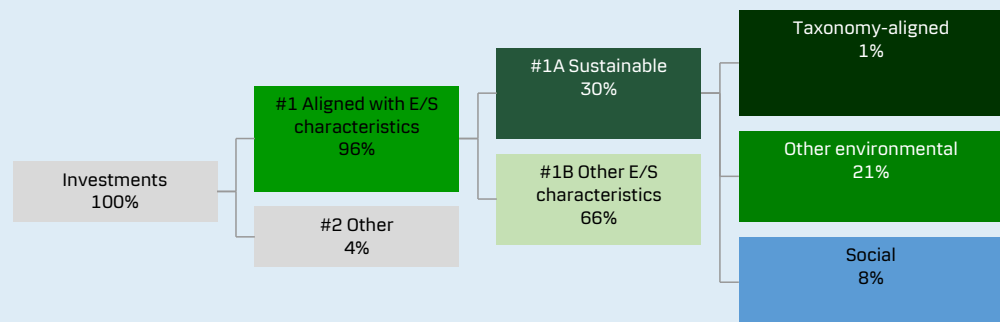 Investments
100%
#1 Aligned with E/S
characteristics
96%
#2 Other
4%
#1A Sustainable
30%
#1B Other E/S
characteristics
66%
Taxonomy-aligned
1%
Other environmental
21%
Social
8%